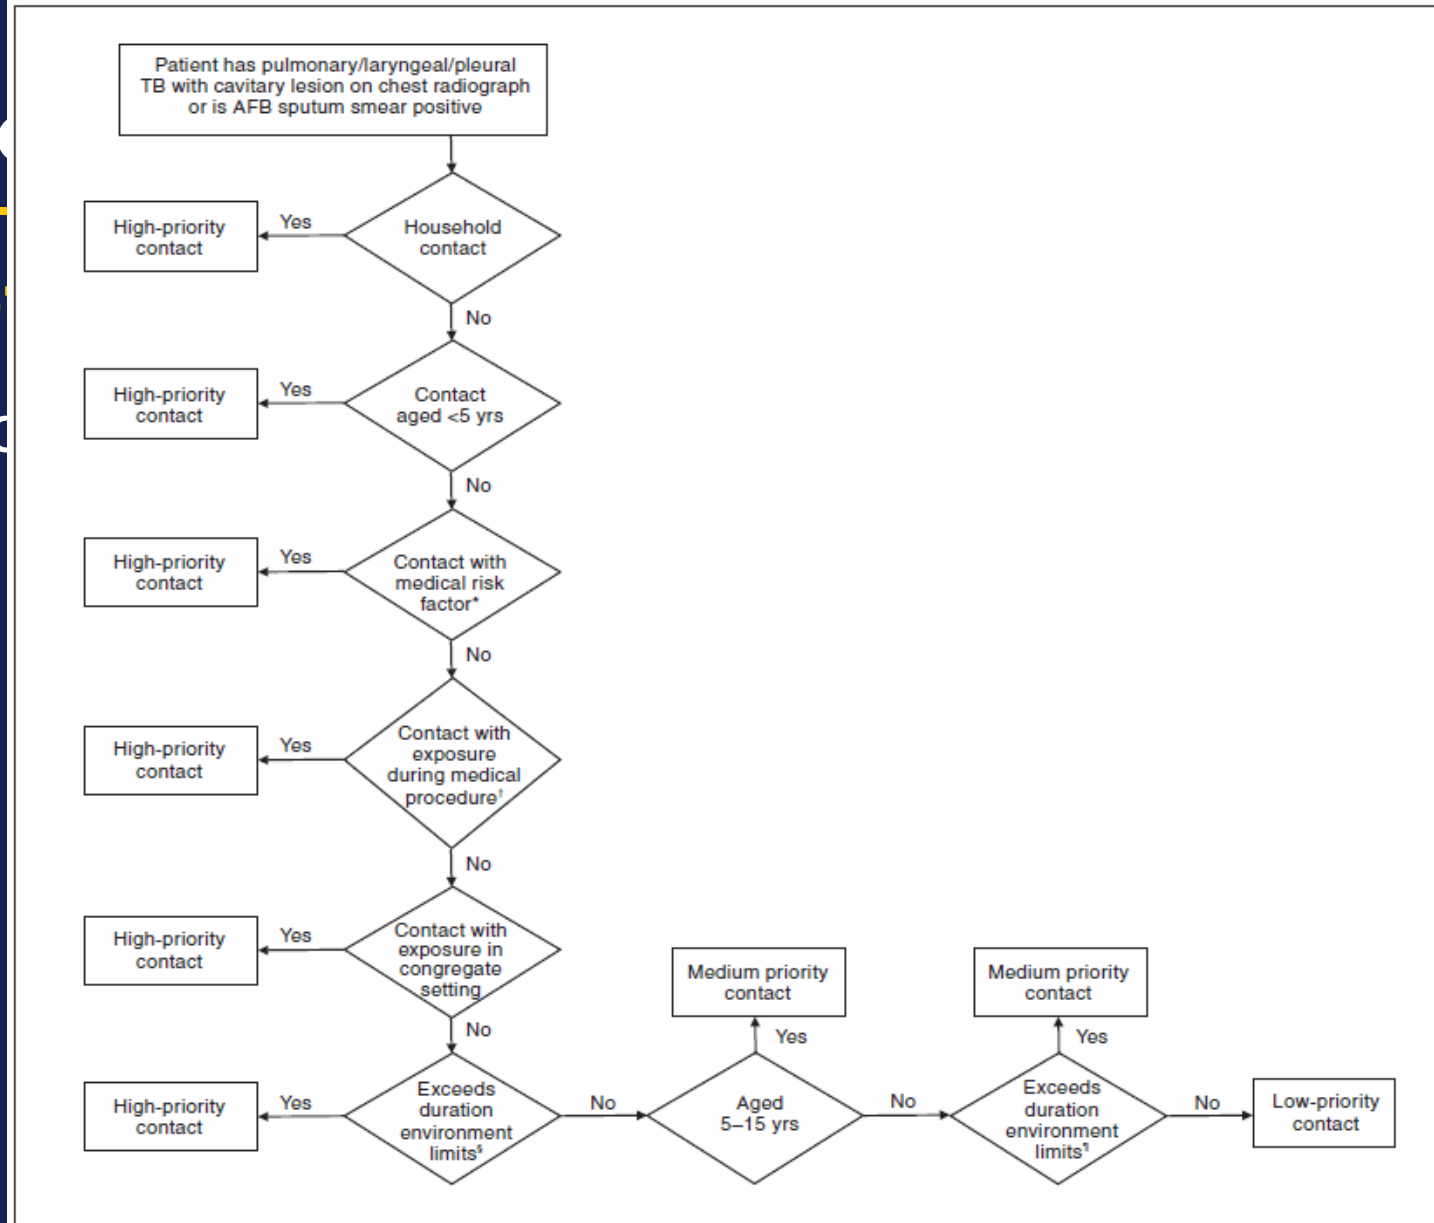 Patient has pulmonary/laryngeal/pleural
TB with cavitary lesion on chest radiograph
or is AFB sputum smear positive
High-priority
contact
Yes
Household
contact
No
High-priority
contact
Yes
Contact
aged <5 yrs
No
High-priority
contact
Yes
Contact with
medical risk
factor*
No
High-priority
contact
Yes
Contact with
exposure
during medical
procedure†
No
High-priority
contact
Yes
Contact with
exposure in
congregate
setting
No
High-priority
contact
Yes
Exceeds
duration
environment
limits§
No
Medium priority
contact
Yes
Aged
5–15 yrs
No
Medium priority
contact
Yes
Exceeds
duration
environment
limits¶
No
Low-priority
contact